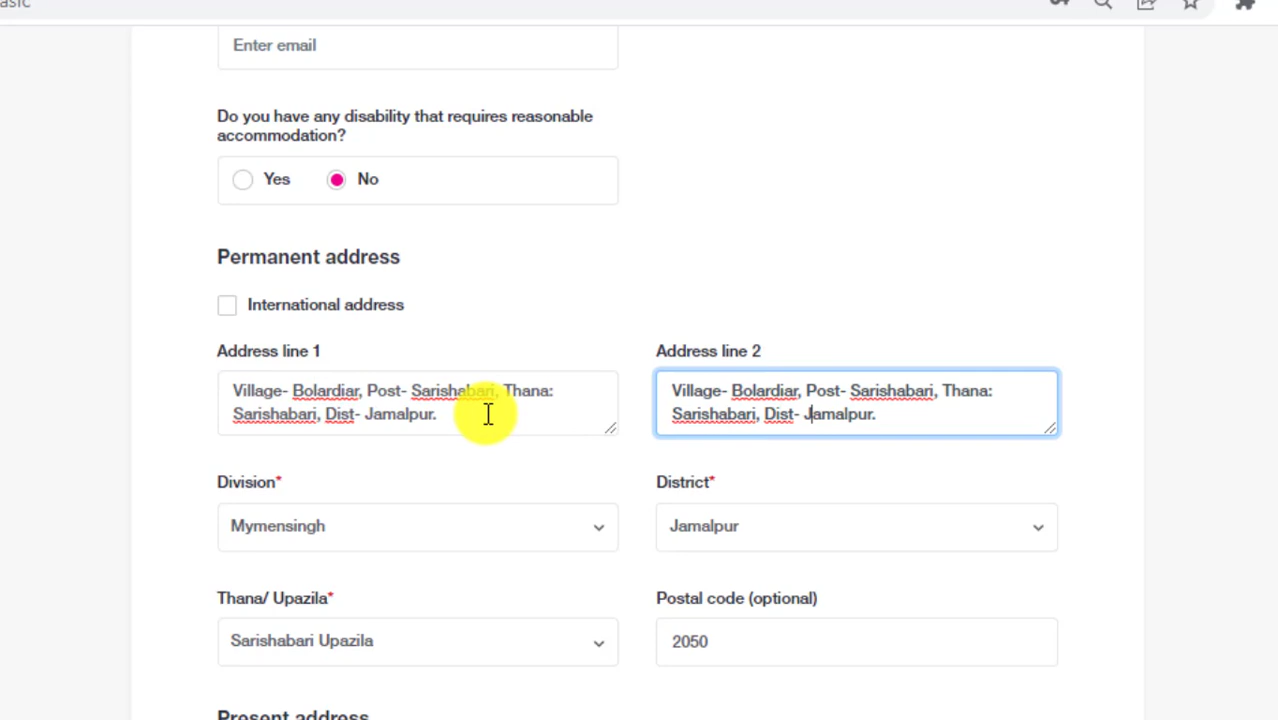 asic
Enter email
Do you have any disability that requires reasonable
accommodation?
Yes No
Permanent address
International address
Address line 1 Address line 2
Village- Bolardiar, Post- Sarishabari, Thana: Village- Bolardiar, Post- Sarishabari, Thana:
Sarishabari, Dist- Jamalpur. Sarishabari, Dist- Jamalpur.
Division* District*
Mymensingh Jamalpur
Thana/ Upazila* Postal code (optional)
Sarishabari Upazila 2050
Present address